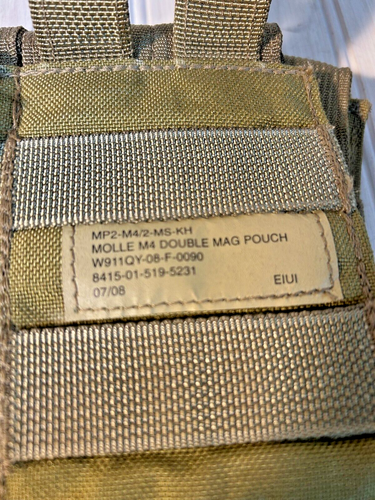 MP2-M4/2-MS-KH
MOLLE M4 DOUBLE MAG POUCH
W911QY-08-F-0090
8415-01-519-5231
07/08 EIUI